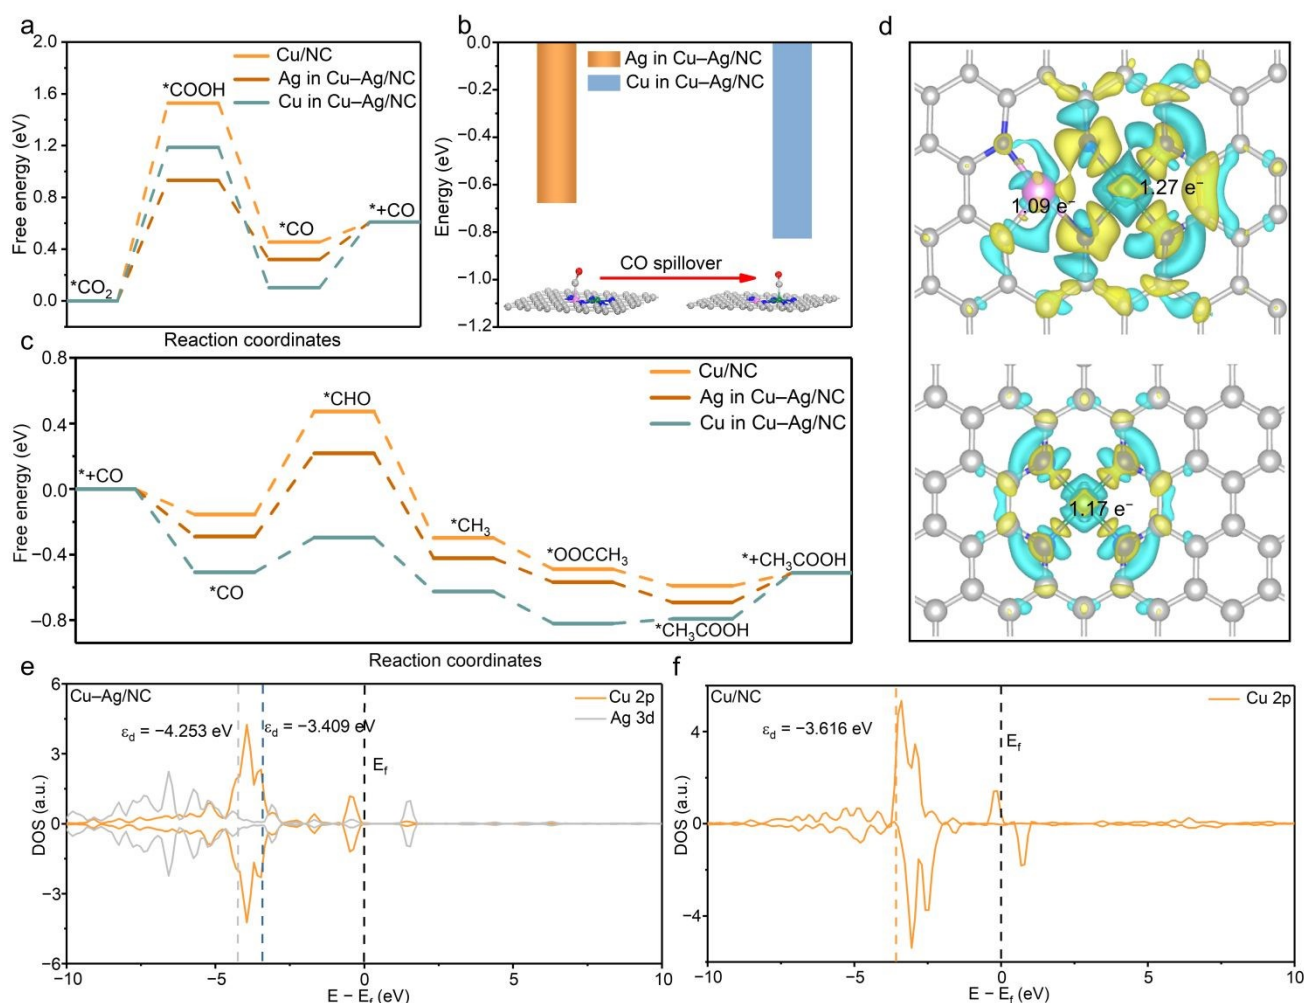 a
2.0
1.6
1.2
0.8
0.4
0.0
Free energy (eV)
Cu/NC
Ag in Cu–Ag/NC
Cu in Cu–Ag/NC
*COOH
*CO₂
*CO
*+CO
Reaction coordinates
b
0.0
−0.2
−0.4
−0.6
−0.8
−1.0
−1.2
Energy (eV)
Ag in Cu–Ag/NC
Cu in Cu–Ag/NC
CO spillover
c
0.8
0.4
0.0
−0.4
−0.8
Free energy (eV)
Cu/NC
Ag in Cu–Ag/NC
Cu in Cu–Ag/NC
*+CO
*CO
*CHO
*CH₃
*OOCCH₃
*CH₃COOH
*+CH₃COOH
Reaction coordinates
d
1.09 e⁻
1.27 e⁻
1.17 e⁻
e
6
3
0
−3
−6
DOS (a.u.)
Cu–Ag/NC
Cu 2p
Ag 3d
εd = −4.253 eV
εd = −3.409 eV
Ef
−10
−5
0
5
10
E − Ef (eV)
f
4
0
−4
DOS (a.u.)
Cu/NC
Cu 2p
εd = −3.616 eV
Ef
−10
−5
0
5
10
E − Ef (eV)